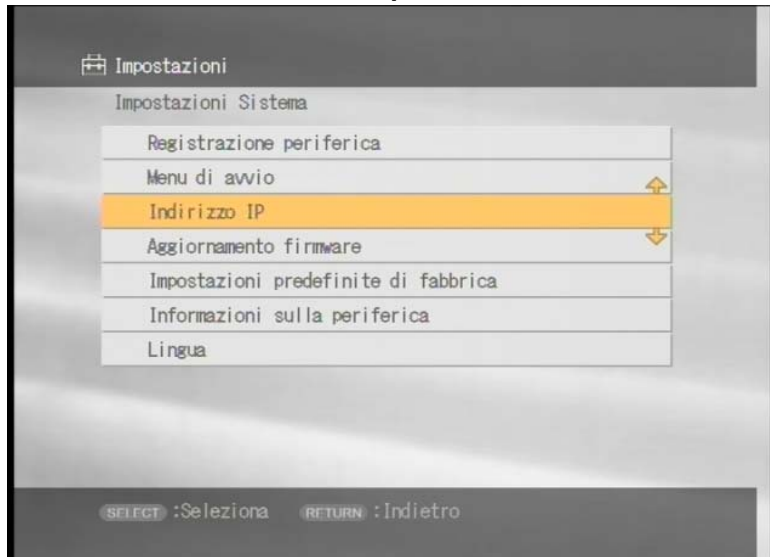 Impostazioni
Impostazioni Sistema
Registrazione periferica
Menu di avvio
Indirizzo IP
Aggiornamento firmware
Impostazioni predefinite di fabbrica
Informazioni sulla periferica
Lingua
SELECT :Seleziona RETURN :Indietro